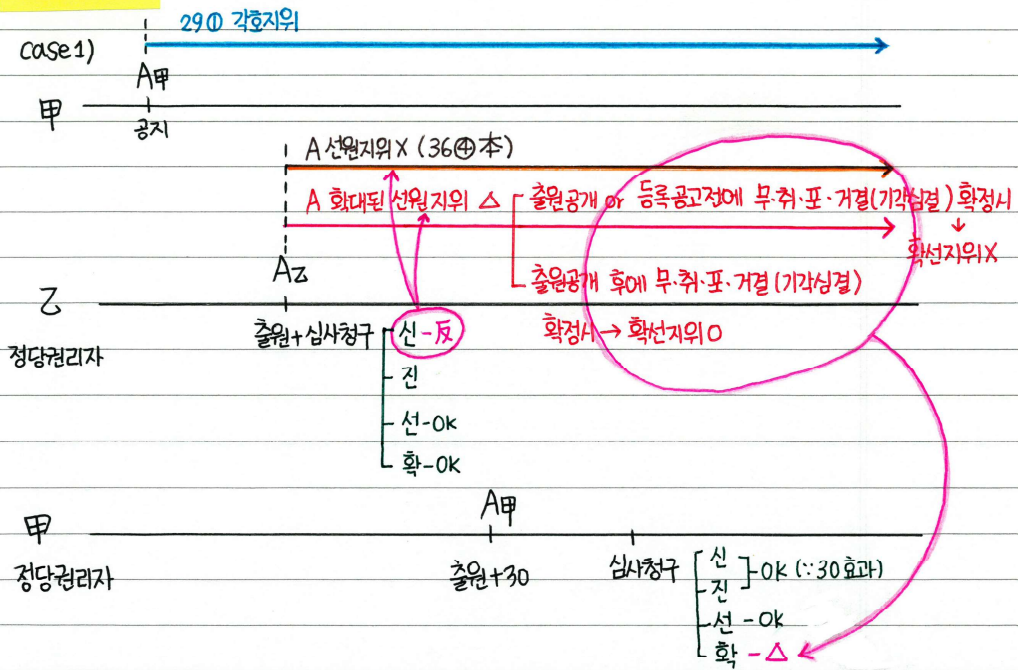 29① 각호지위
case1)
A甲
甲
공지
A 선원지위 X (36④本)
A 확대된 선원지위 △
출원공개 or 등록공고전에 무·취·포·거결(기각심결) 확정시
↓
확선지위X
출원공개 후에 무·취·포·거결(기각심결)
확정시 → 확선지위 O
A乙
乙
정당권리자
출원+심사청구
신-反
진
선-OK
확-OK
A甲
甲
정당권리자
출원+30
심사청구
신
진
]-OK (∵30효과)
선-OK
확-△